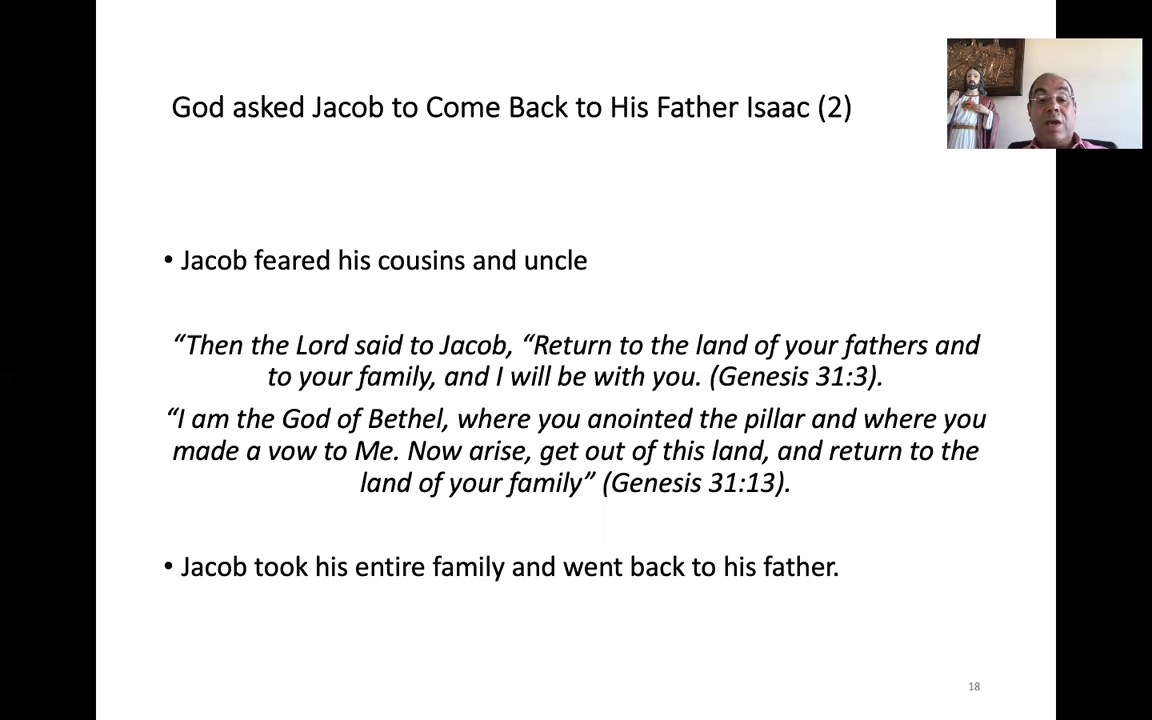 God asked Jacob to Come Back to His Father Isaac (2)
• Jacob feared his cousins and uncle
“Then the Lord said to Jacob, “Return to the land of your fathers and
to your family, and I will be with you. (Genesis 31:3).
“I am the God of Bethel, where you anointed the pillar and where you
made a vow to Me. Now arise, get out of this land, and return to the
land of your family” (Genesis 31:13).
• Jacob took his entire family and went back to his father.
18